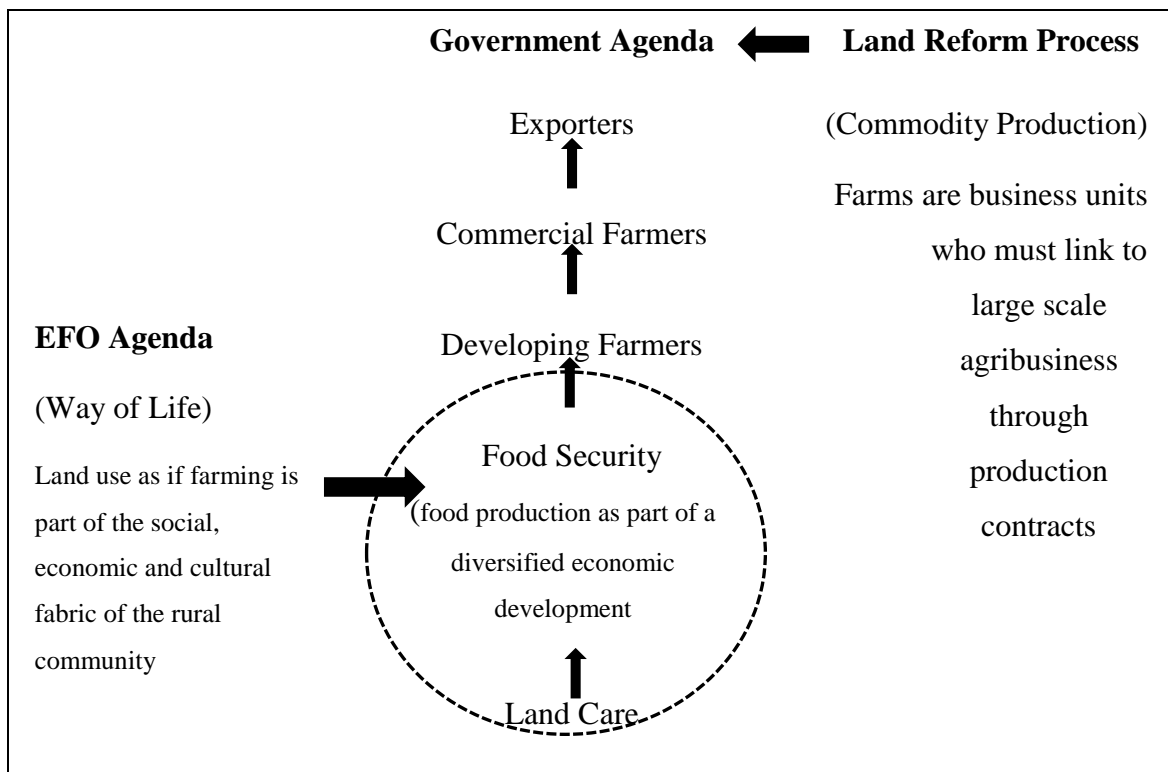 Government Agenda
Land Reform Process
Exporters
(Commodity Production)
Farms are business units
who must link to
large scale
agribusiness
through
production
contracts
Commercial Farmers
Developing Farmers
EFO Agenda
(Way of Life)
Land use as if farming is
part of the social,
economic and cultural
fabric of the rural
community
Food Security
(food production as part of a
diversified economic
development
Land Care